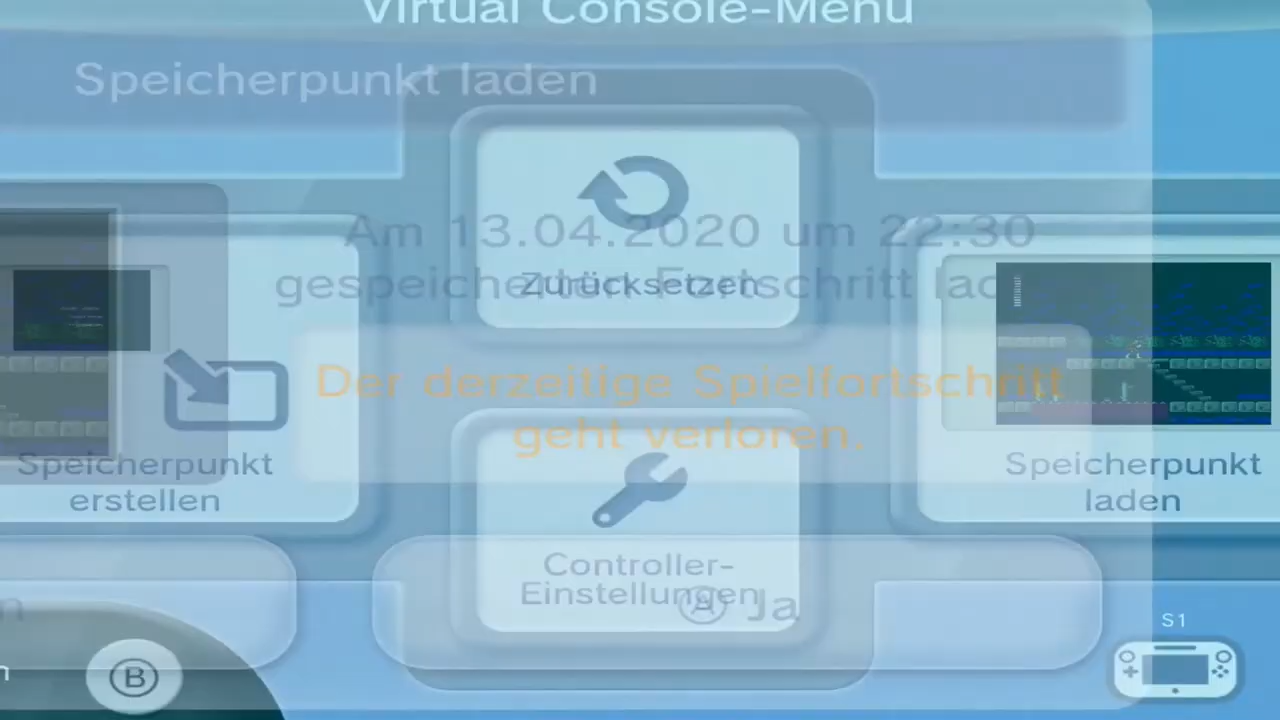 Virtual Console-Menü
Speicherpunkt laden
Am 13.04.2020 um 22:30
gespeicherten Fortschritt
Zurücksetzen
Der derzeitige Spielfortschritt
geht verloren.
Speicherpunkt
erstellen
Speicherpunkt
laden
Controller-
Einstellungen
A Ja
S1
B